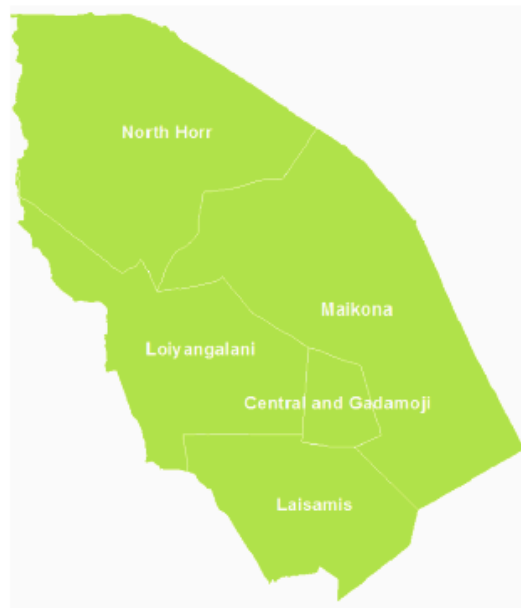 North Horr
Maikona
Loiyangalani
Central and Gadamoji
Laisamis